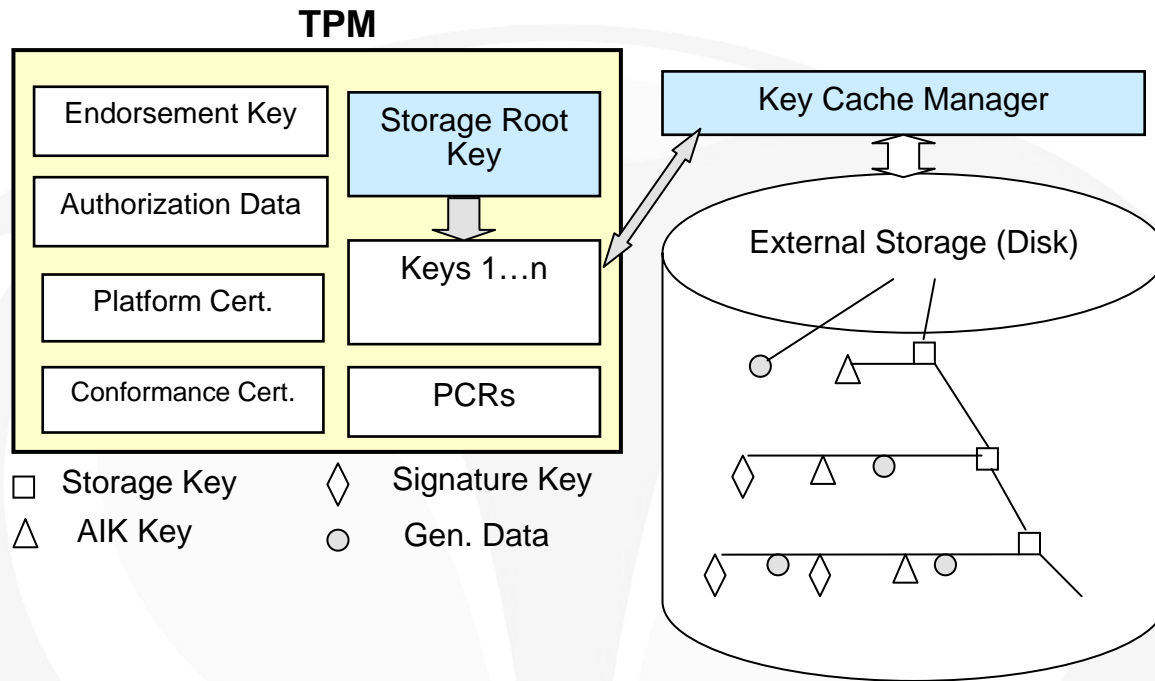 TPM
Endorsement Key
Authorization Data
Platform Cert.
Conformance Cert.
Storage Root
Key
Keys 1...n
PCRs
Key Cache Manager
External Storage (Disk)
Storage Key
Signature Key
AIK Key
Gen. Data